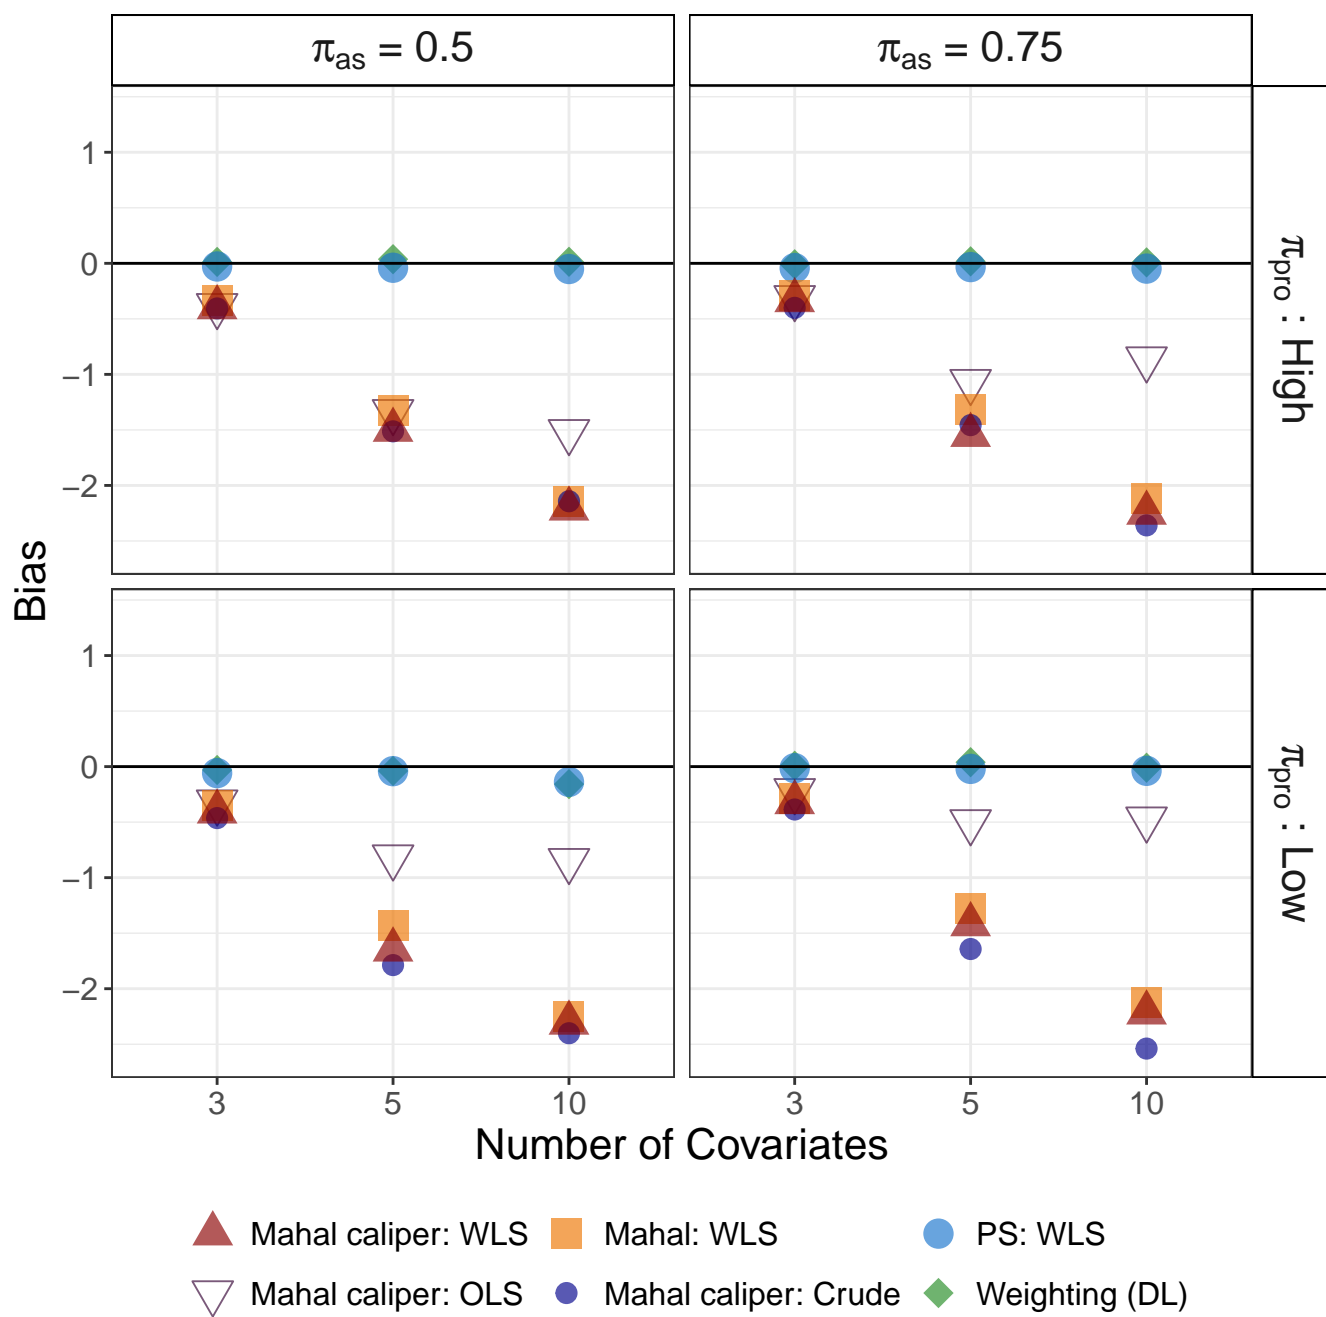 π_as = 0.5
π_as = 0.75
1
0
−1
−2
π_pro : High
Bias
1
0
−1
−2
π_pro : Low
3
5
10
3
5
10
Number of Covariates
Mahal caliper: WLS
Mahal: WLS
PS: WLS
Mahal caliper: OLS
Mahal caliper: Crude
Weighting (DL)